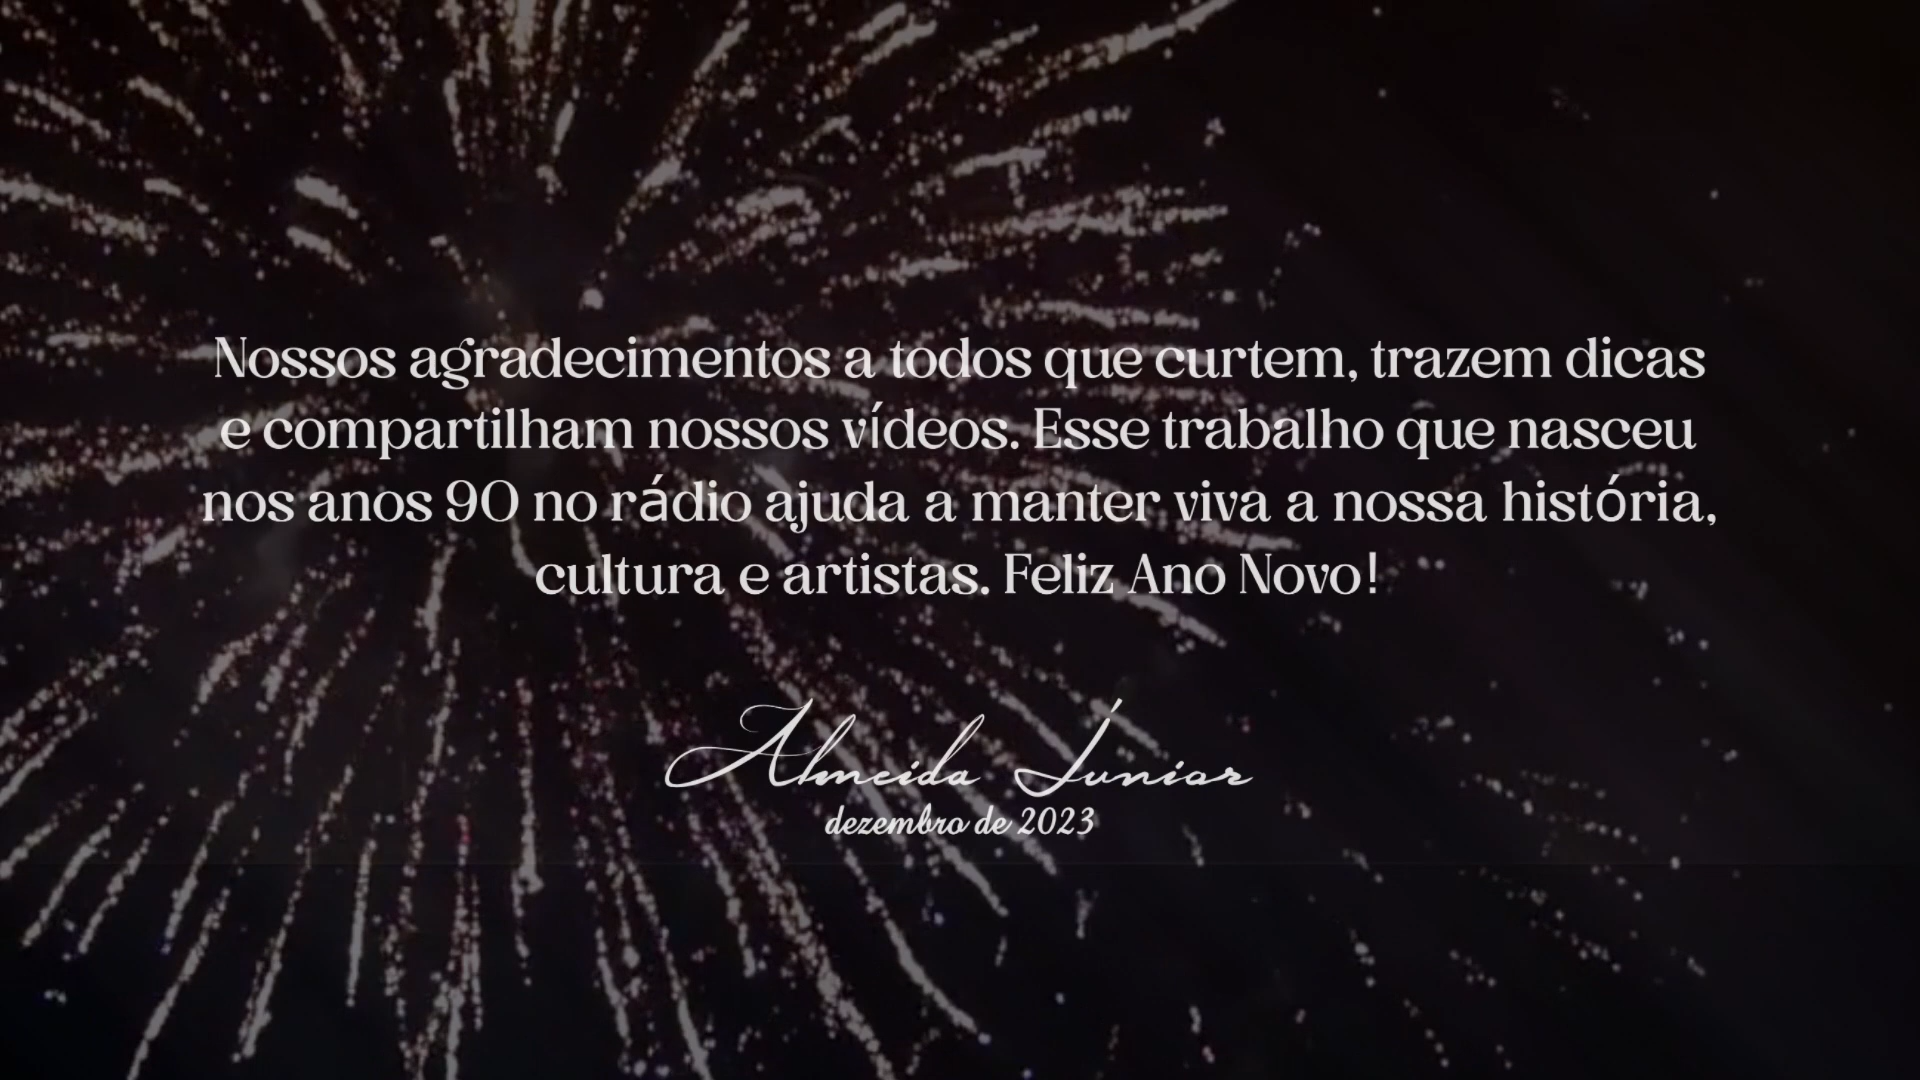 Nossos agradecimentos a todos que curtem, trazem dicas
e compartilham nossos vídeos. Esse trabalho que nasceu
nos anos 90 no rádio ajuda a manter viva a nossa história,
cultura e artistas. Feliz Ano Novo!
Almeida Júnior
dezembro de 2023